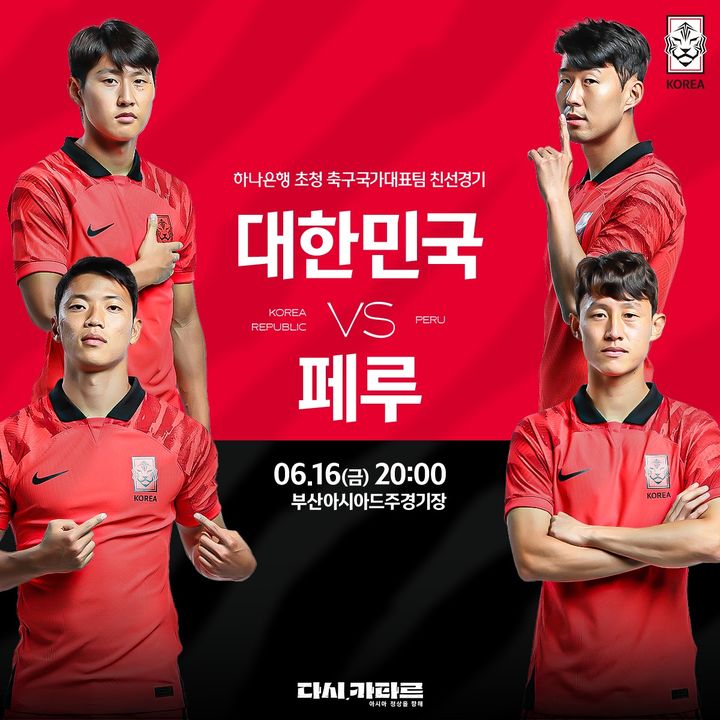 KOREA
하나은행 초청 축구국가대표팀 친선경기
대한민국
KOREA
REPUBLIC
VS
PERU
페루
06.16(금) 20:00
부산아시아드주경기장
KOREA
KOREA
다시, 카타르
아시아 정상을 향해